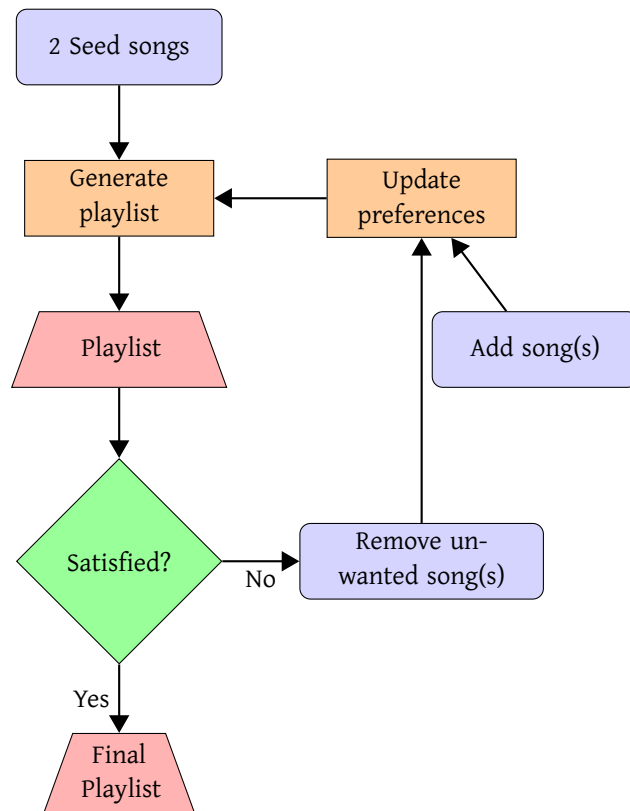 2 Seed songs
Generate
playlist
Update
preferences
Playlist
Add song(s)
Satisfied?
No
Remove un-
wanted song(s)
Yes
Final
Playlist